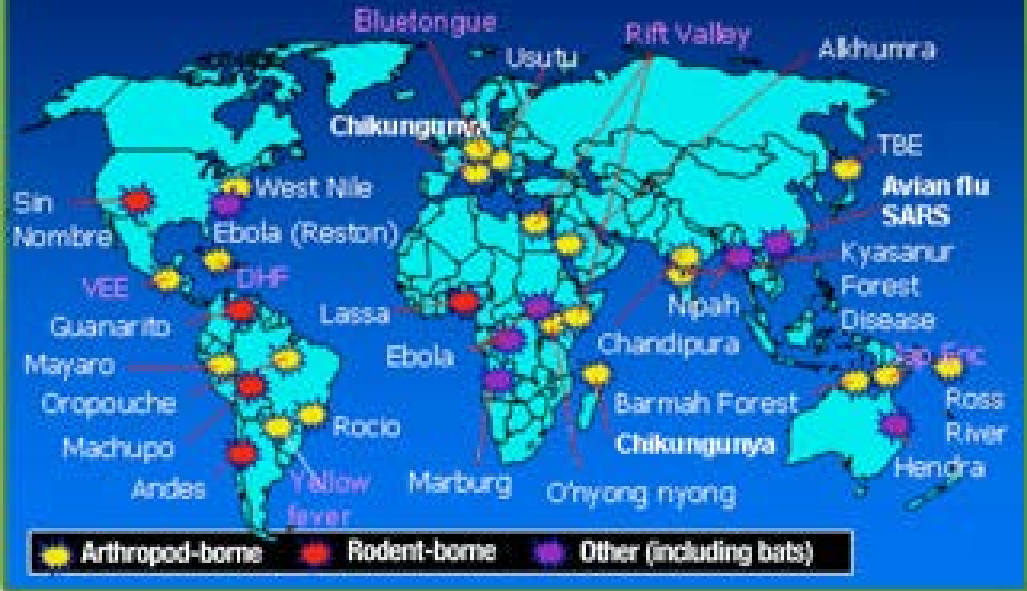 Bluetongue
Rift Valley
Alkhumra
Usutu
Chikungunya
TBE
West Nile
Avian flu
SARS
Sin
Nombre
Ebola (Reston)
Kyasanur
Forest
Disease
VEE
DHF
Nipah
Guanarito
Lassa
Chandipura
Ebola
Jap Enc
Mayaro
Oropouche
Barmah Forest
Ross
River
Rocio
Chikungunya
Machupo
Hendra
Andes
Yellow
fever
Marburg
O'nyong nyong
Arthropod-borne
Rodent-borne
Other (including bats)